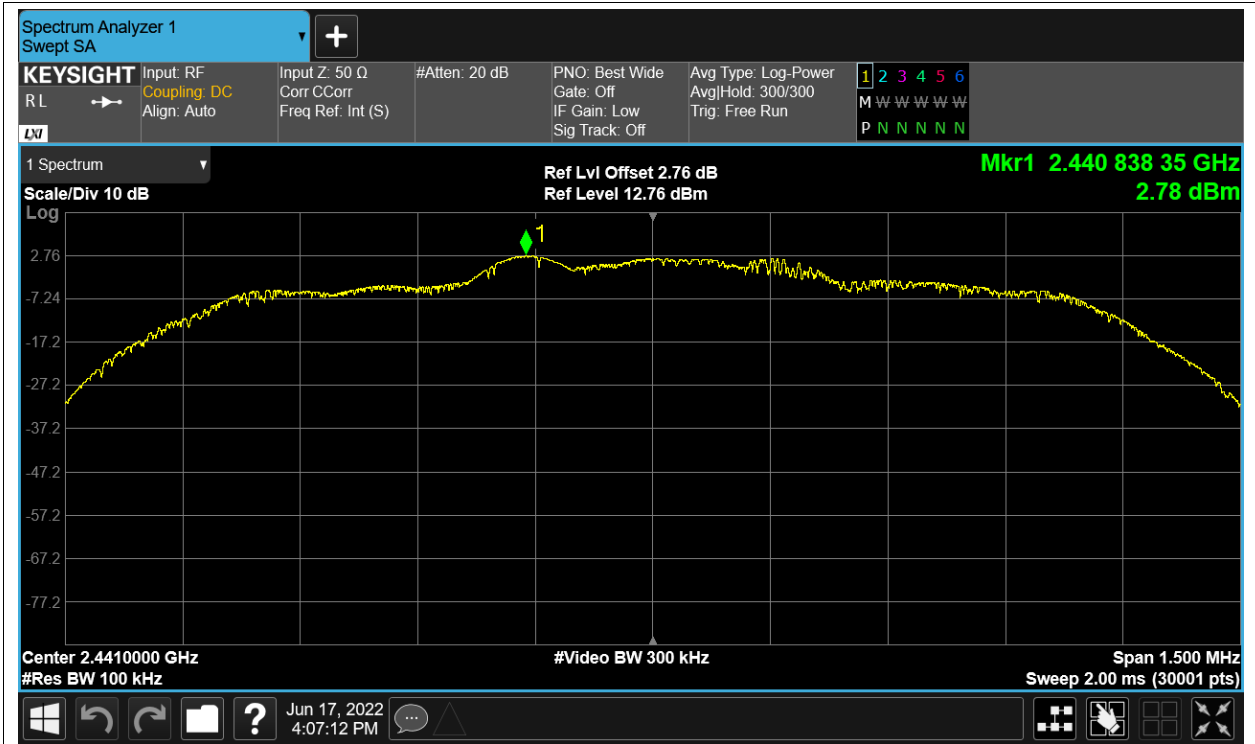 Spectrum Analyzer 1
Swept SA
KEYSIGHT
R L
LXI
Input: RF
Coupling: DC
Align: Auto
Input Z: 50 Ω
Corr CCorr
Freq Ref: Int (S)
#Atten: 20 dB
PNO: Best Wide
Gate: Off
IF Gain: Low
Sig Track: Off
Avg Type: Log-Power
Avg|Hold: 300/300
Trig: Free Run
1 2 3 4 5 6
M W W W W W W
P N N N N N N
1 Spectrum
Scale/Div 10 dB
Log
Ref Lvl Offset 2.76 dB
Ref Level 12.76 dBm
Mkr1 2.440 838 35 GHz
2.78 dBm
1
2.76
-7.24
-17.2
-27.2
-37.2
-47.2
-57.2
-67.2
-77.2
Center 2.4410000 GHz
#Video BW 300 kHz
Span 1.500 MHz
#Res BW 100 kHz
Sweep 2.00 ms (30001 pts)
?
Jun 17, 2022
4:07:12 PM